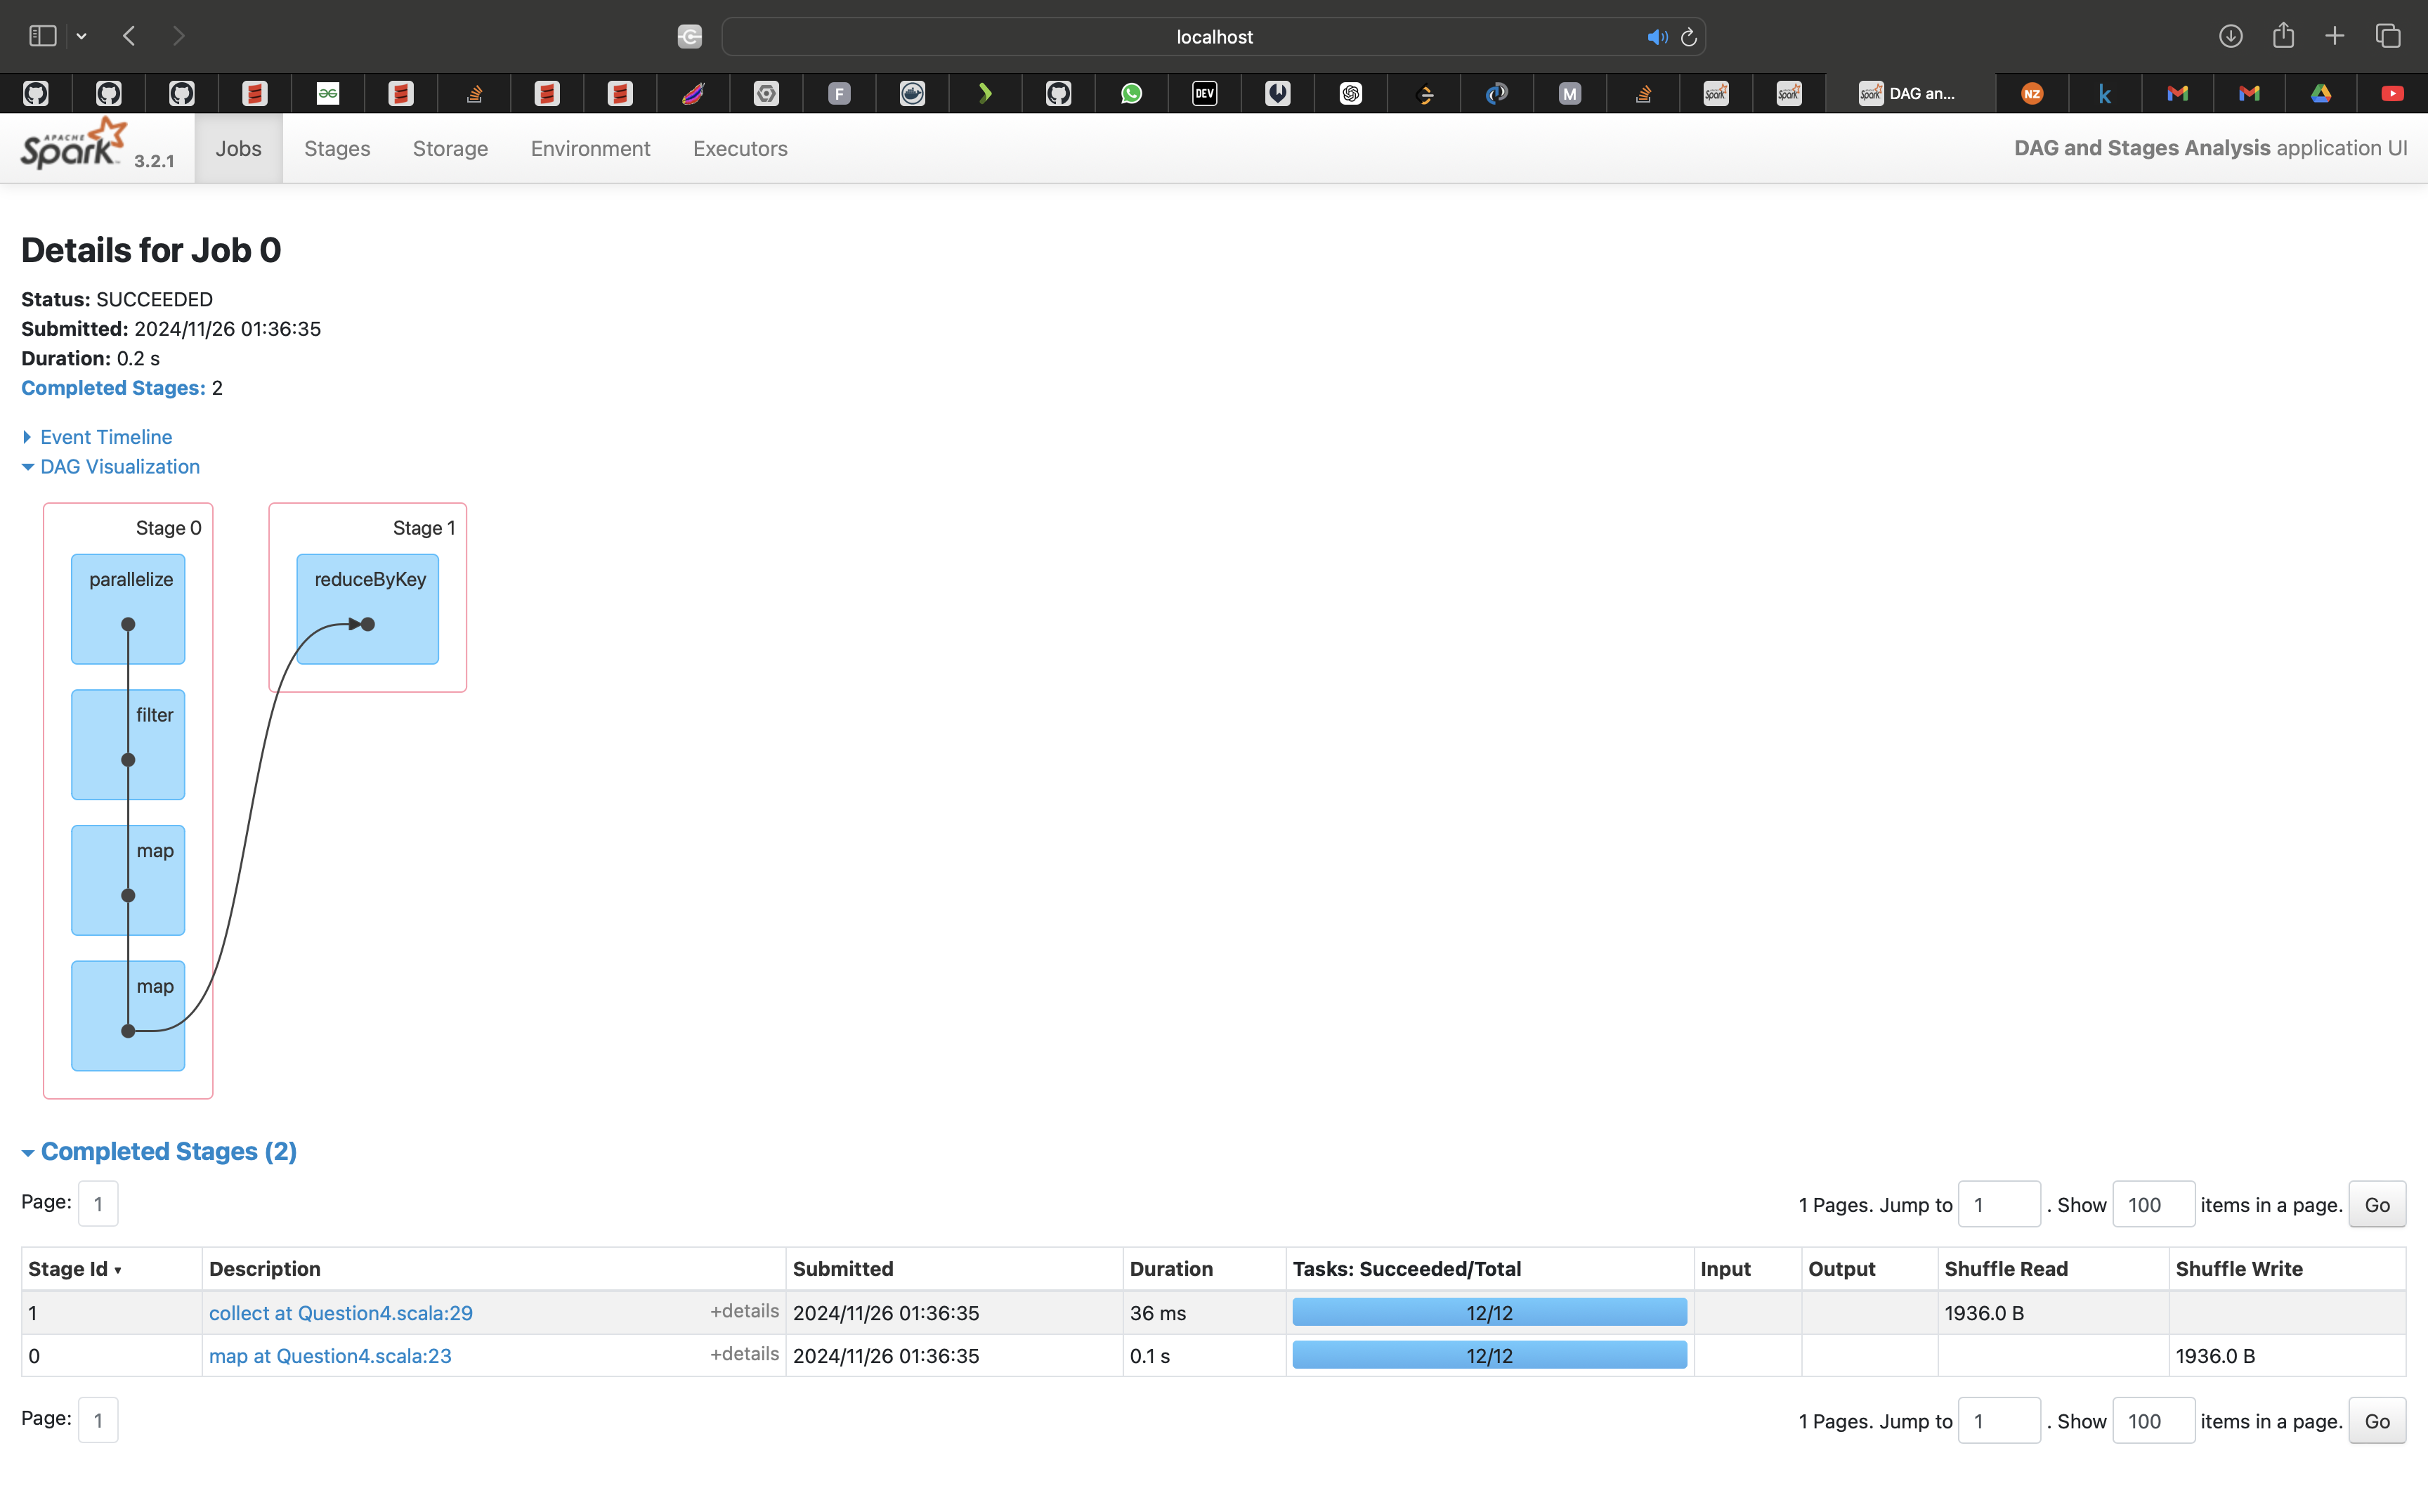 localhost
F
DEV
M
DAG an...
NZ
k
APACHE
Spark 3.2.1
Jobs
Stages
Storage
Environment
Executors
DAG and Stages Analysis application UI
Details for Job 0
Status: SUCCEEDED
Submitted: 2024/11/26 01:36:35
Duration: 0.2 s
Completed Stages: 2
Event Timeline
DAG Visualization
Stage 0
parallelize
filter
map
map
Stage 1
reduceByKey
Completed Stages (2)
Page: 1
1 Pages. Jump to 1 . Show 100 items in a page. Go
Stage Id ▾ Description Submitted Duration Tasks: Succeeded/Total Input Output Shuffle Read Shuffle Write
1 collect at Question4.scala:29 +details 2024/11/26 01:36:35 36 ms 12/12 1936.0 B
0 map at Question4.scala:23 +details 2024/11/26 01:36:35 0.1 s 12/12 1936.0 B
Page: 1
1 Pages. Jump to 1 . Show 100 items in a page. Go